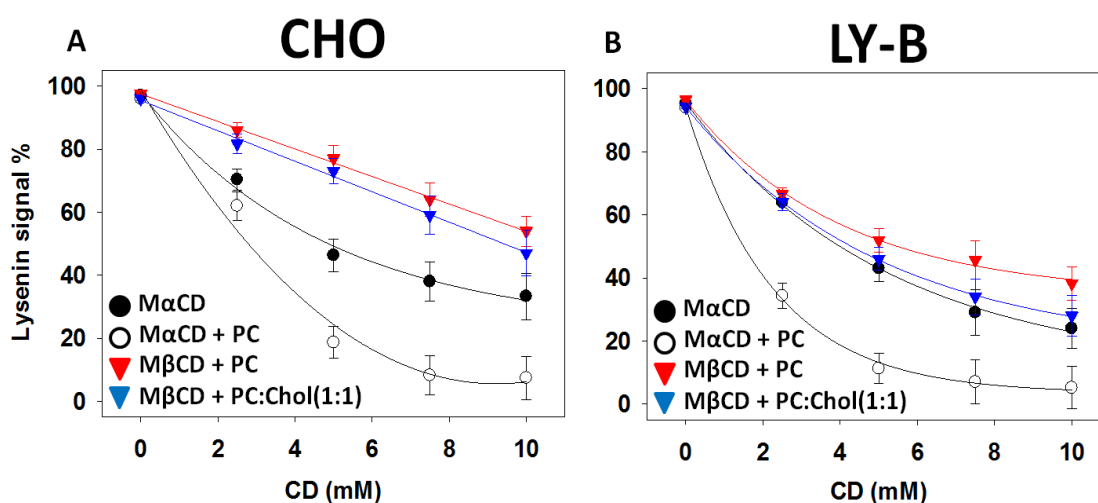 A CHO
Lysenin signal %
100
80
60
40
20
0
MαCD
MαCD + PC
MβCD + PC
MβCD + PC:Chol(1:1)
0 2 4 6 8 10
CD (mM)
B LY-B
100
80
60
40
20
0
MαCD
MαCD + PC
MβCD + PC
MβCD + PC:Chol(1:1)
0 2 4 6 8 10
CD (mM)